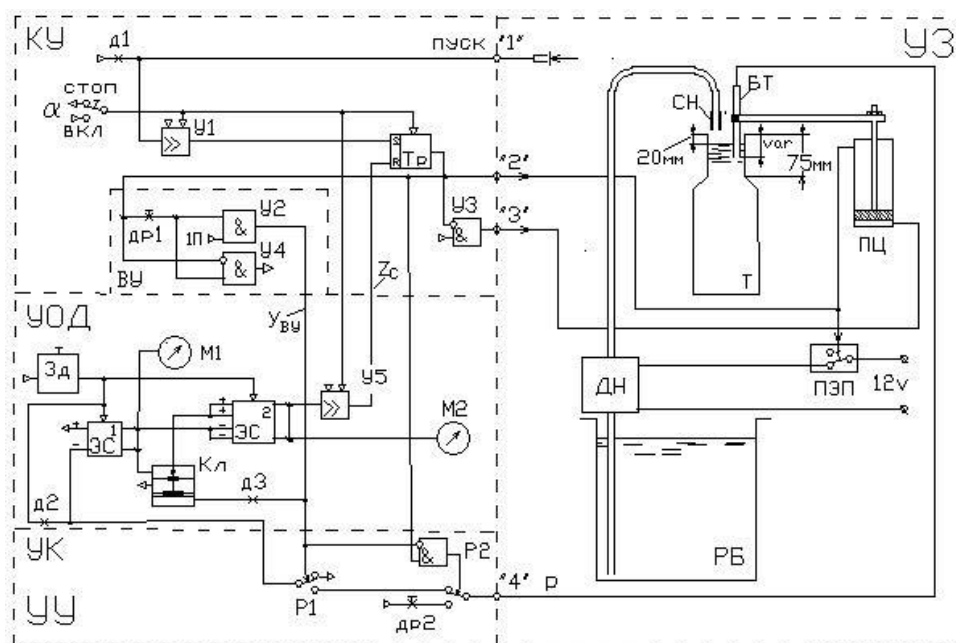 КУ
д1
ПУСК "1"
УЗ
СТОП
α
ВКЛ
У1
>>
S
R
Тр
"2"
У3
&
"3"
др1
1П
У2
&
У4
&
ВУ
Zc
УВУ
СН
ВТ
20мм
var
75мм
ПЦ
Т
УОД
Зд
М1
У5
>>
+
-
1
ЭС
+
+
-
-
2
ЭС
М2
Кл
д2
д3
ДН
ПЭП
12v
РБ
УК
УУ
&
Р2
Р1
др2
"4" Р